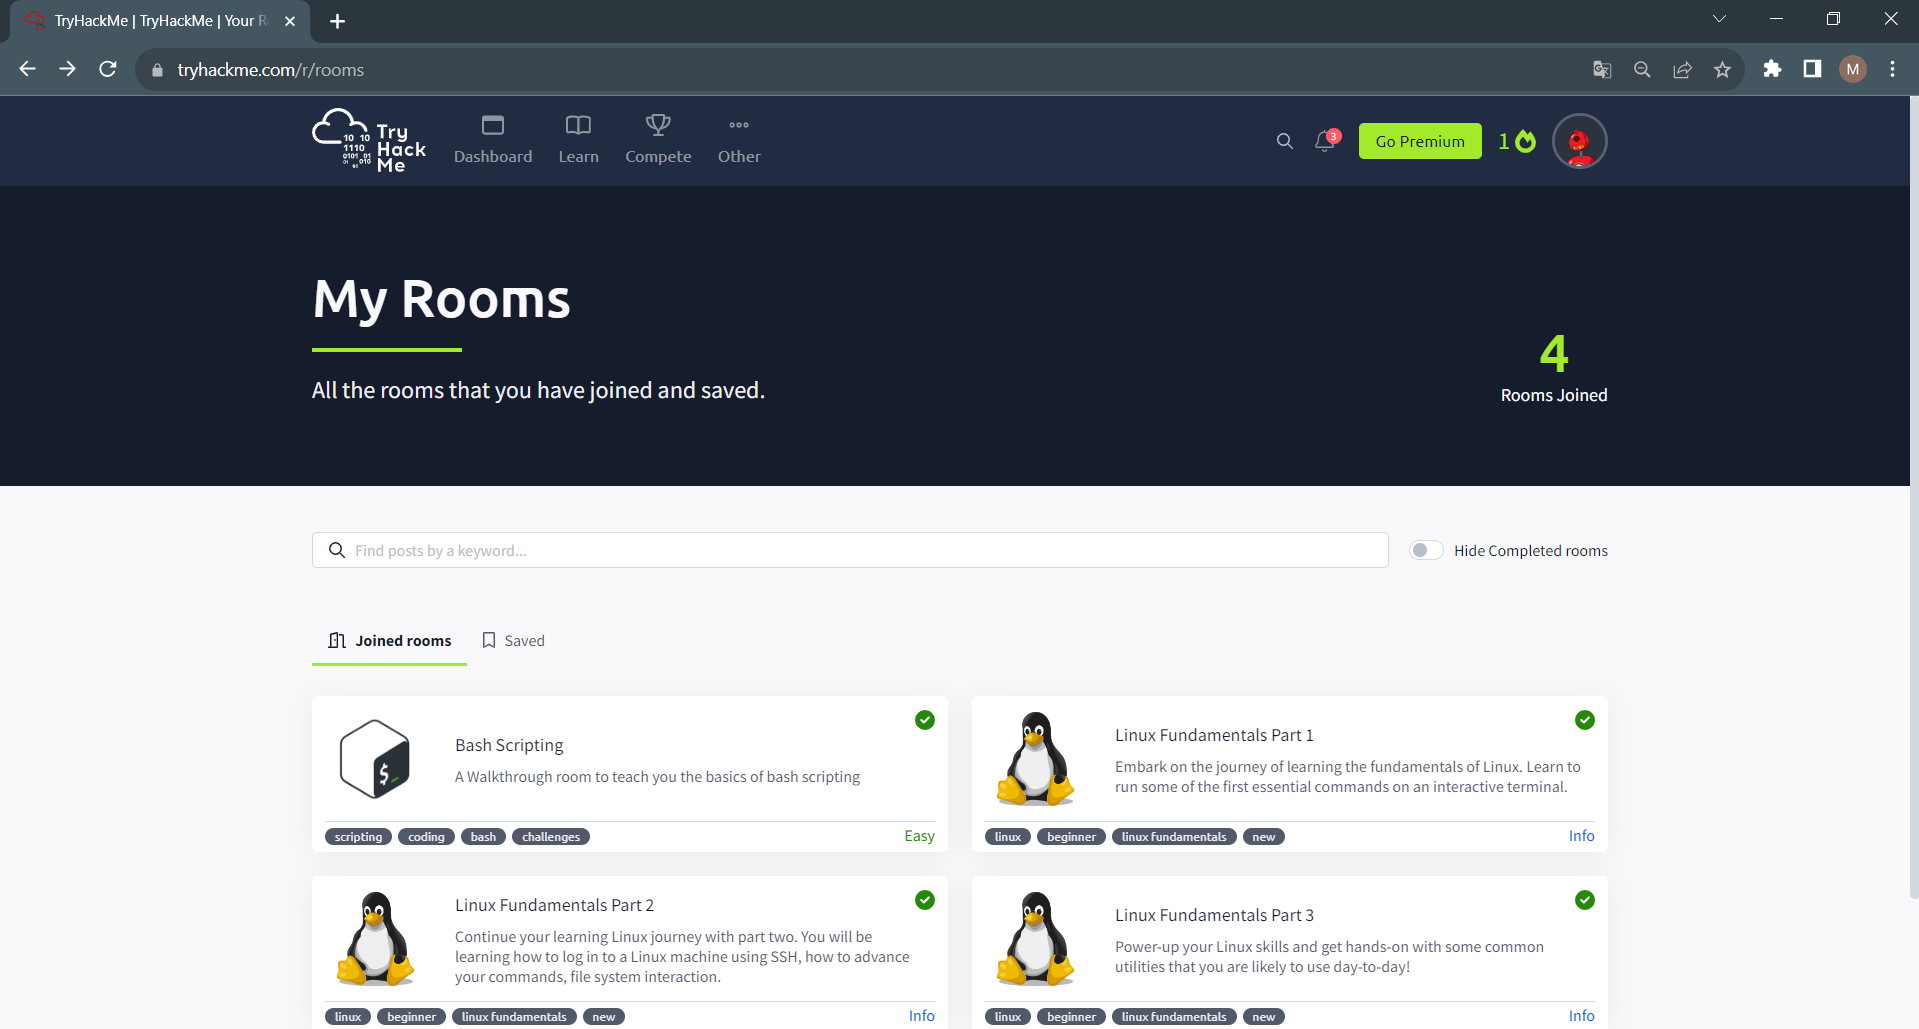 TryHackMe | TryHackMe | Your R
tryhackme.com/r/rooms
M
10 10
1110
0101 01
01 010
Try
Hack
Me
Dashboard
Learn
Compete
Other
3
Go Premium
1
My Rooms
All the rooms that you have joined and saved.
4
Rooms Joined
Find posts by a keyword...
Hide Completed rooms
Joined rooms
Saved
Bash Scripting
A Walkthrough room to teach you the basics of bash scripting
scripting coding bash challenges
Easy
Linux Fundamentals Part 1
Embark on the journey of learning the fundamentals of Linux. Learn to
run some of the first essential commands on an interactive terminal.
linux beginner linux fundamentals new
Info
Linux Fundamentals Part 2
Continue your learning Linux journey with part two. You will be
learning how to log in to a Linux machine using SSH, how to advance
your commands, file system interaction.
linux beginner linux fundamentals new
Info
Linux Fundamentals Part 3
Power-up your Linux skills and get hands-on with some common
utilities that you are likely to use day-to-day!
linux beginner linux fundamentals new
Info